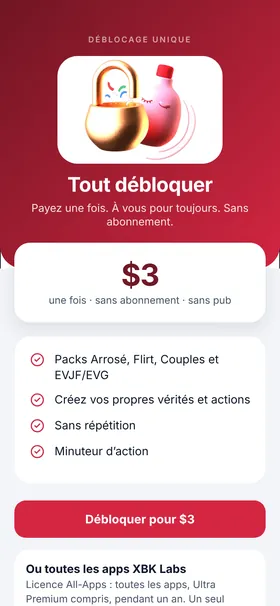 DÉBLOCAGE UNIQUE
Tout débloquer
Payez une fois. À vous pour toujours. Sans
abonnement.
$3
une fois · sans abonnement · sans pub
Packs Arrosé, Flirt, Couples et
EVJF/EVG
Créez vos propres vérités et actions
Sans répétition
Minuteur d’action
Débloquer pour $3
Ou toutes les apps XBK Labs
Licence All-Apps : toutes les apps, Ultra
Premium compris, pendant un an. Un seul